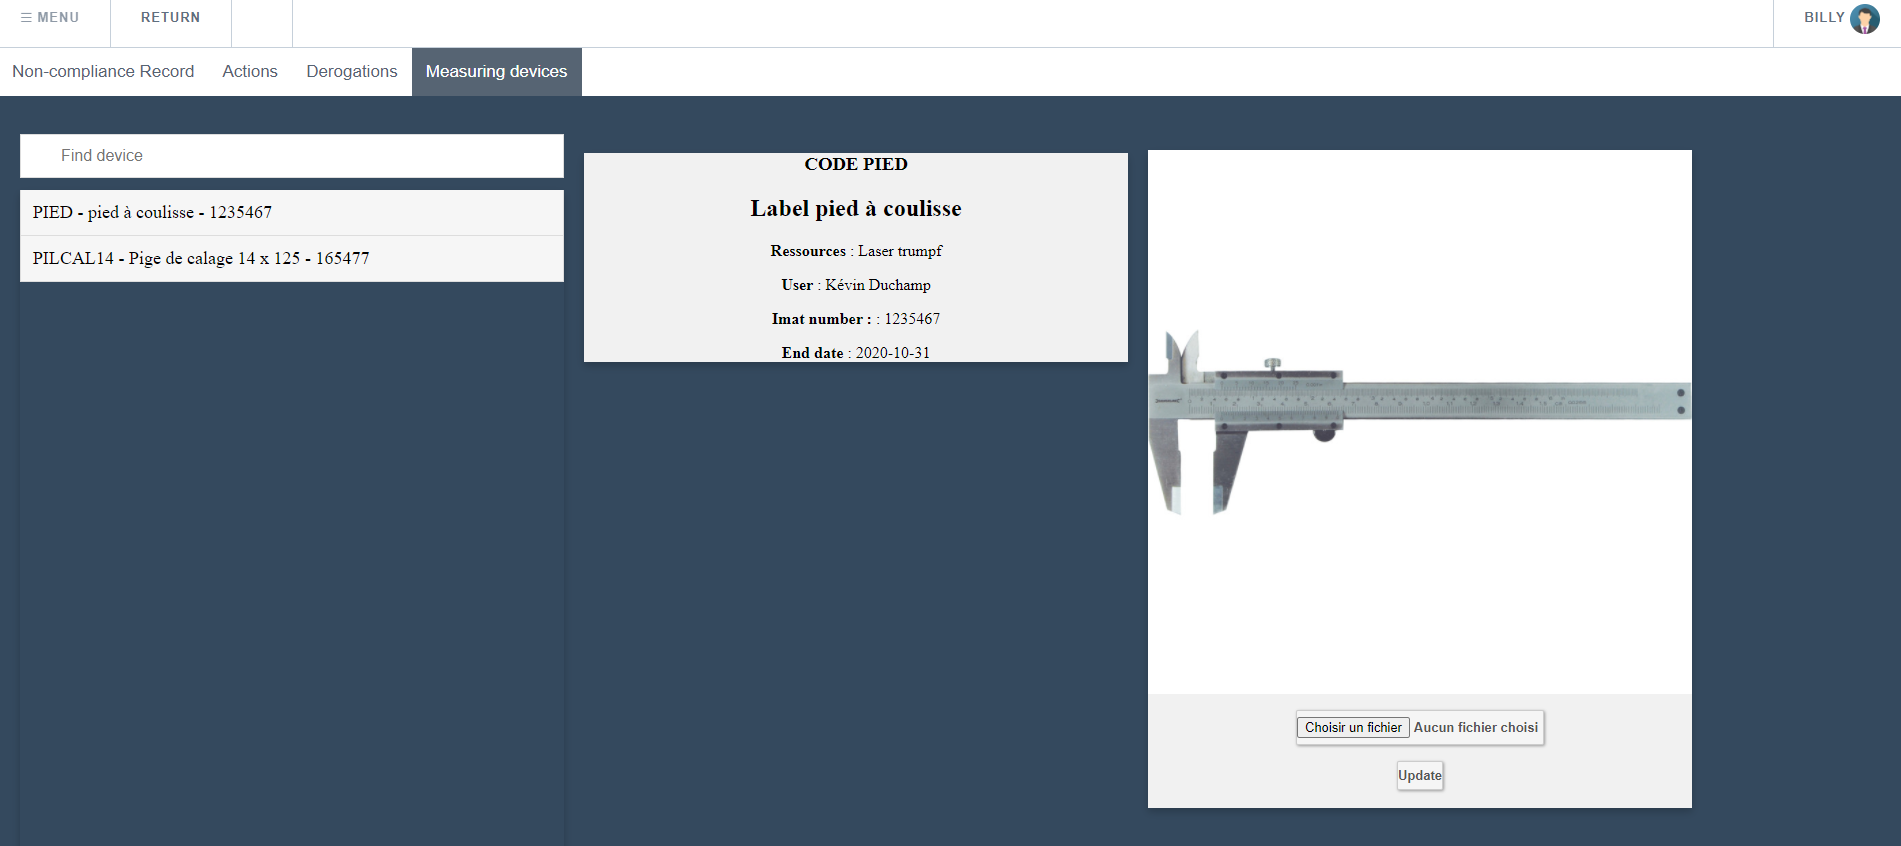 ☰ MENU
RETURN
BILLY
Non-compliance Record
Actions
Derogations
Measuring devices
Find device
PIED - pied à coulisse - 1235467
PILCAL14 - Pige de calage 14 x 125 - 165477
CODE PIED
Label pied à coulisse
Ressources : Laser trumpf
User : Kévin Duchamp
Imat number : : 1235467
End date : 2020-10-31
Choisir un fichier Aucun fichier choisi
Update